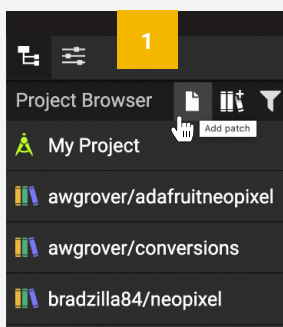 1
Project Browser
Add patch
My Project
awgrover/adafruitneopixel
awgrover/conversions
bradzilla84/neopixel